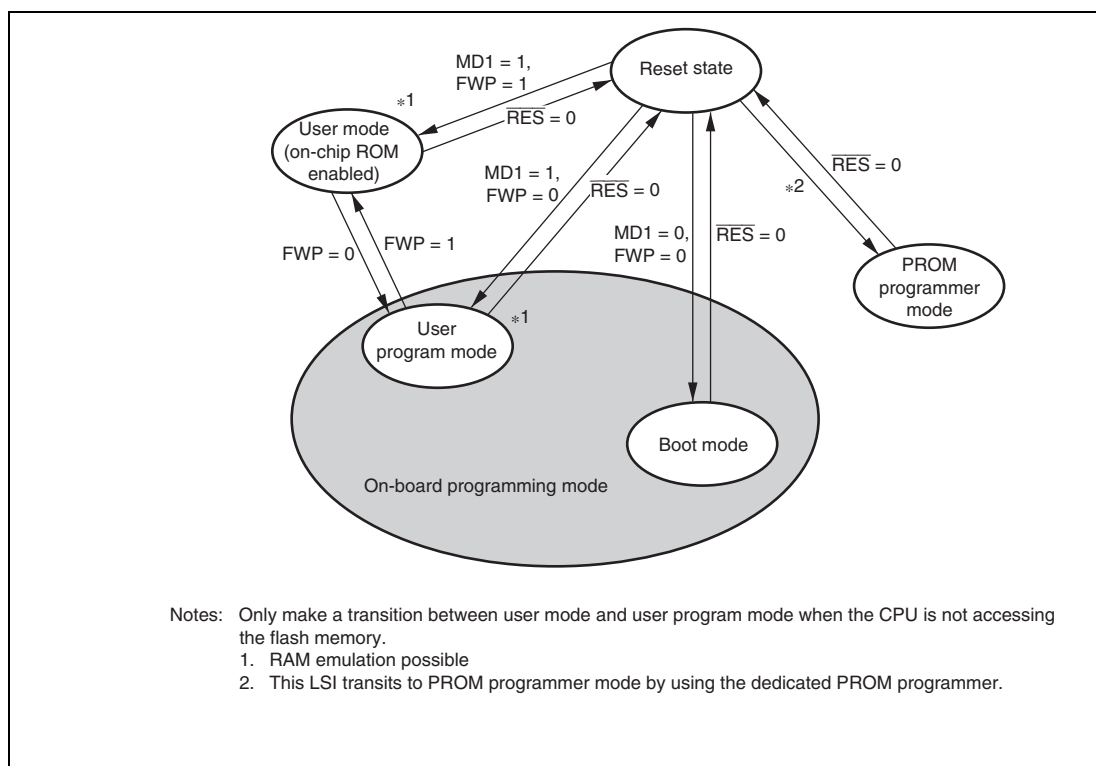 Reset state
MD1 = 1,
FWP = 1
RES = 0
*1
User mode
(on-chip ROM
enabled)
MD1 = 1,
FWP = 0
RES = 0
*2
RES = 0
MD1 = 0,
FWP = 0
RES = 0
FWP = 0
FWP = 1
PROM
programmer
mode
*1
User
program mode
Boot mode
On-board programming mode
Notes: Only make a transition between user mode and user program mode when the CPU is not accessing
the flash memory.
1. RAM emulation possible
2. This LSI transits to PROM programmer mode by using the dedicated PROM programmer.